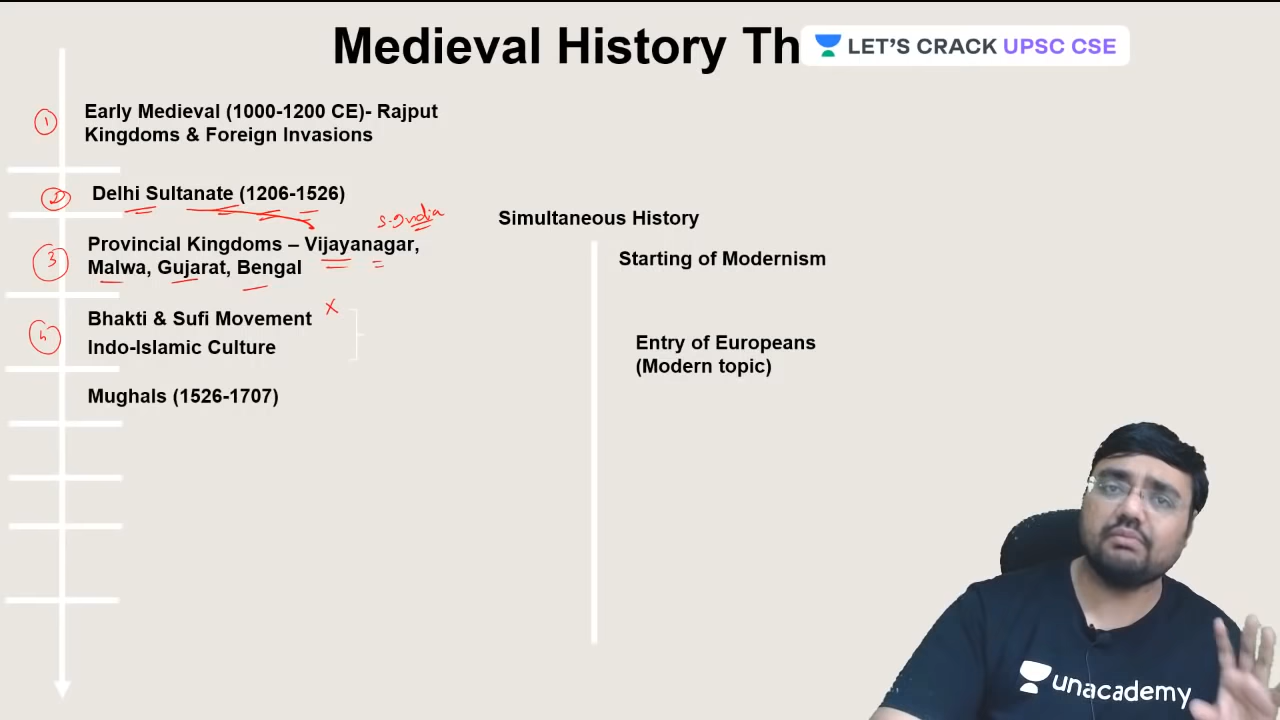 Medieval History Th
LET'S CRACK UPSC CSE
1
Early Medieval (1000-1200 CE)- Rajput
Kingdoms & Foreign Invasions
2
Delhi Sultanate (1206-1526)
S. India
3
Provincial Kingdoms – Vijayanagar,
Malwa, Gujarat, Bengal
4
Bhakti & Sufi Movement
x
Indo-Islamic Culture
Mughals (1526-1707)
Simultaneous History
Starting of Modernism
Entry of Europeans
(Modern topic)
unacademy